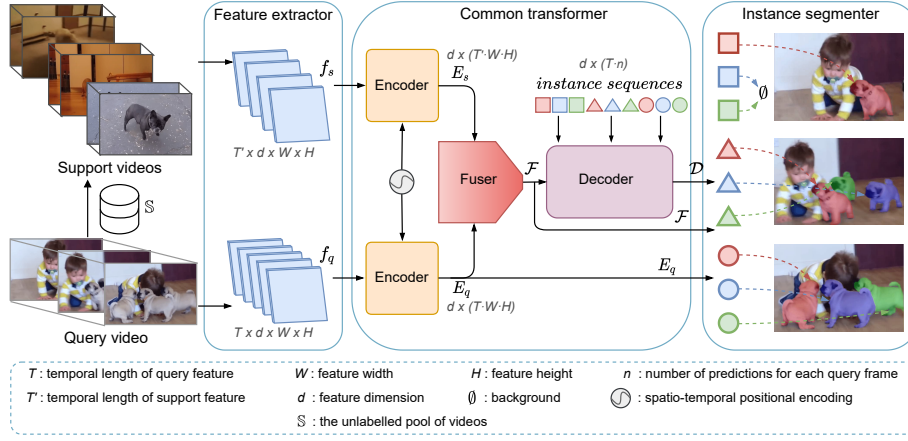 Feature extractor
Common transformer
Instance segmenter
f_s
Encoder
d x (T'·W·H)
E_s
d x (T·n)
instance sequences
∅
T' x d x W x H
Support videos
𝕊
Fuser
ℱ
Decoder
𝒟
ℱ
f_q
Encoder
E_q
E_q
d x (T·W·H)
T x d x W x H
Query video
T : temporal length of query feature
W : feature width
H : feature height
n : number of predictions for each query frame
T' : temporal length of support feature
d : feature dimension
∅ : background
: spatio-temporal positional encoding
𝕊 : the unlabelled pool of videos